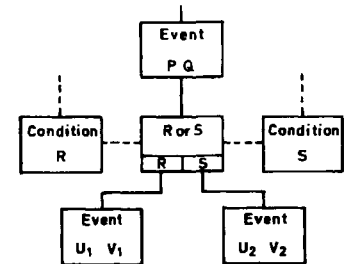 Event
P Q
Condition
R
R or S
R S
Condition
S
Event
U₁ V₁
Event
U₂ V₂